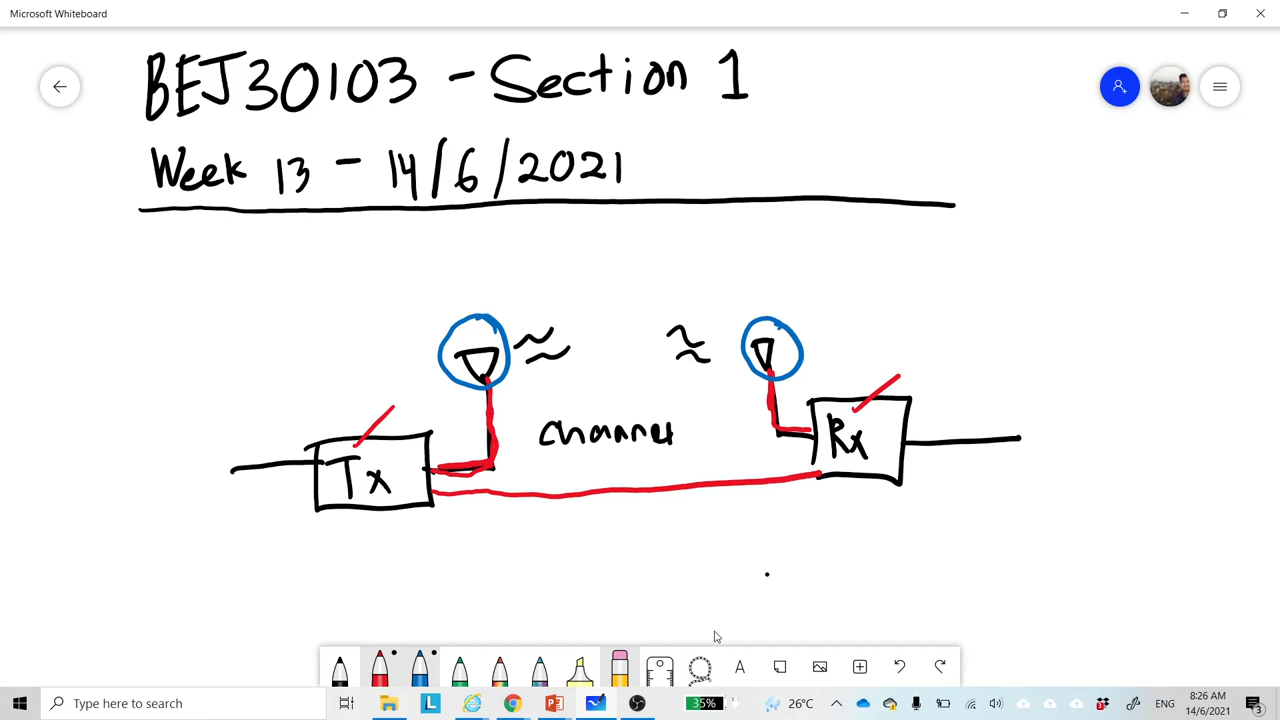 Microsoft Whiteboard
BEJ30103 - Section 1
Week 13 - 14/6/2021
channel
Tx
Rx
A
Type here to search
L
35%
26°C
ENG
8:26 AM
14/6/2021
3